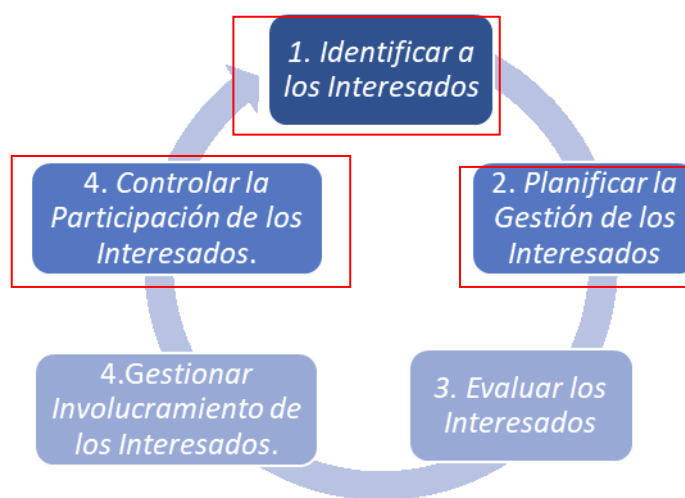 1. Identificar a
los Interesados
2. Planificar la
Gestión de los
Interesados
3. Evaluar los
Interesados
4.Gestionar
Involucramiento de
los Interesados.
4. Controlar la
Participación de los
Interesados.